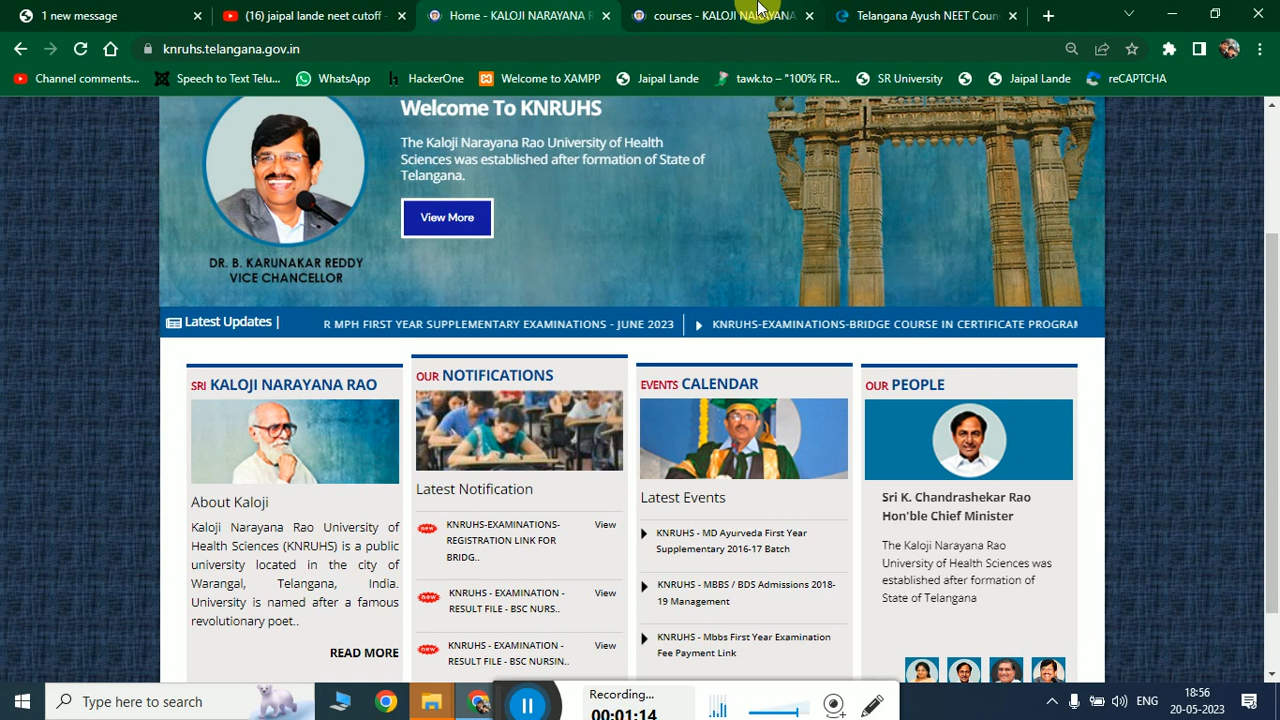 1 new message
(16) jaipal lande neet cutoff -
Home - KALOJI NARAYANA R
courses - KALOJI NARAYANA
Telangana Ayush NEET Coun
knruhs.telangana.gov.in
Channel comments...
Speech to Text Telu...
WhatsApp
HackerOne
Welcome to XAMPP
Jaipal Lande
tawk.to – "100% FR...
SR University
Jaipal Lande
reCAPTCHA
Welcome To KNRUHS
The Kaloji Narayana Rao University of Health
Sciences was established after formation of State of
Telangana.
View More
DR. B. KARUNAKAR REDDY
VICE CHANCELLOR
Latest Updates |
R MPH FIRST YEAR SUPPLEMENTARY EXAMINATIONS - JUNE 2023
KNRUHS-EXAMINATIONS-BRIDGE COURSE IN CERTIFICATE PROGRAM
SRI KALOJI NARAYANA RAO
About Kaloji
Kaloji Narayana Rao University of
Health Sciences (KNRUHS) is a public
university located in the city of
Warangal, Telangana, India.
University is named after a famous
revolutionary poet..
READ MORE
OUR NOTIFICATIONS
Latest Notification
new
KNRUHS-EXAMINATIONS-
REGISTRATION LINK FOR
BRIDG..
View
new
KNRUHS - EXAMINATION -
RESULT FILE - BSC NURS..
View
new
KNRUHS - EXAMINATION -
RESULT FILE - BSC NURSIN..
View
EVENTS CALENDAR
Latest Events
KNRUHS - MD Ayurveda First Year
Supplementary 2016-17 Batch
KNRUHS - MBBS / BDS Admissions 2018-
19 Management
KNRUHS - Mbbs First Year Examination
Fee Payment Link
OUR PEOPLE
Sri K. Chandrashekar Rao
Hon'ble Chief Minister
The Kaloji Narayana Rao
University of Health Sciences was
established after formation of
State of Telangana
Type here to search
Recording...
00:01:14
ENG
18:56
20-05-2023